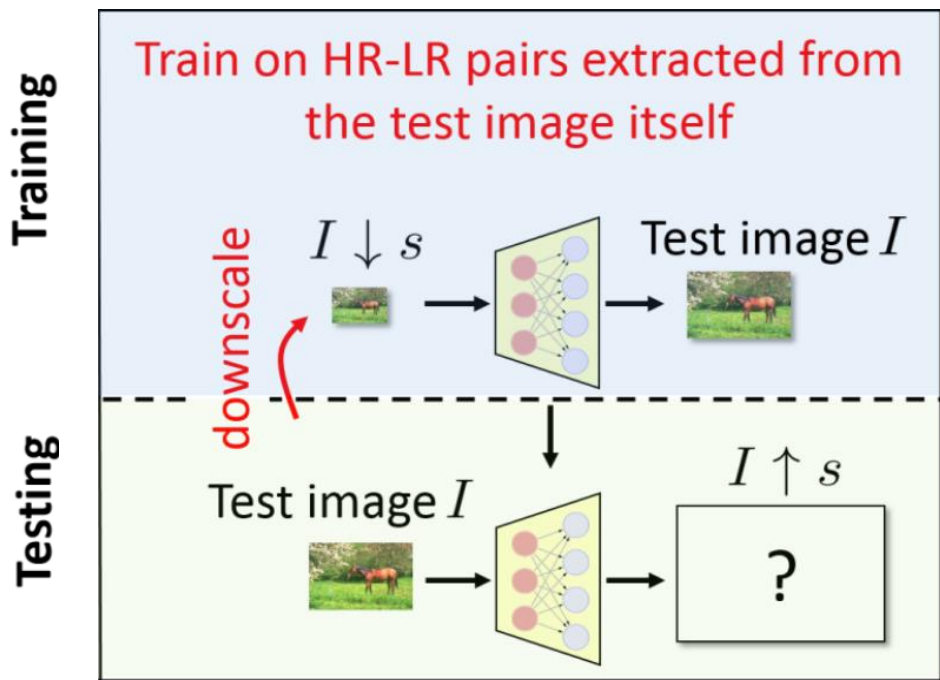 Training
Train on HR-LR pairs extracted from
the test image itself
I ↓ s
Test image I
downscale
Testing
Test image I
I ↑ s
?